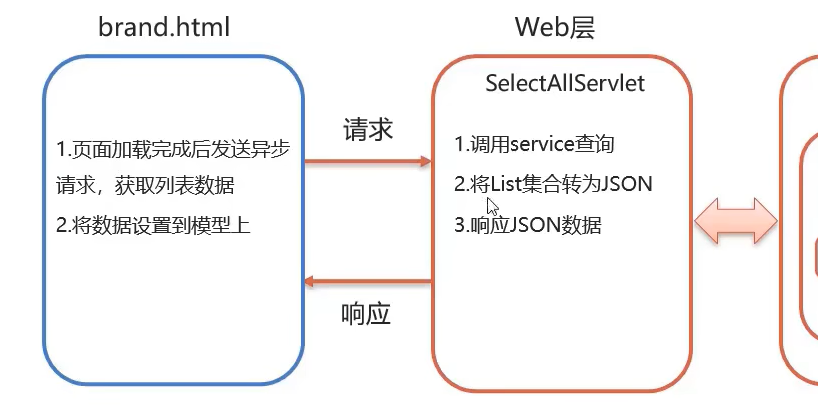 brand.html
Web层
1.页面加载完成后发送异步
请求，获取列表数据
2.将数据设置到模型上
请求
响应
SelectAllServlet
1.调用service查询
2.将List集合转为JSON
3.响应JSON数据